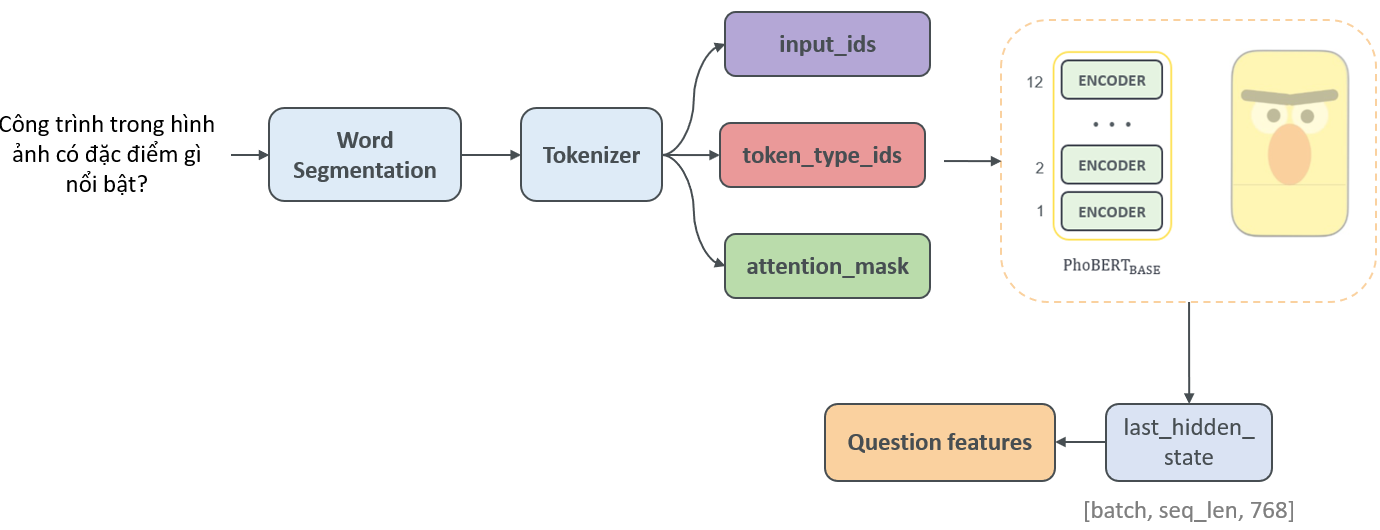 Công trình trong hình
ảnh có đặc điểm gì
nổi bật?
Word
Segmentation
Tokenizer
input_ids
token_type_ids
attention_mask
12 ENCODER
. . .
2 ENCODER
1 ENCODER
PhoBERT_BASE
last_hidden_
state
[batch, seq_len, 768]
Question features